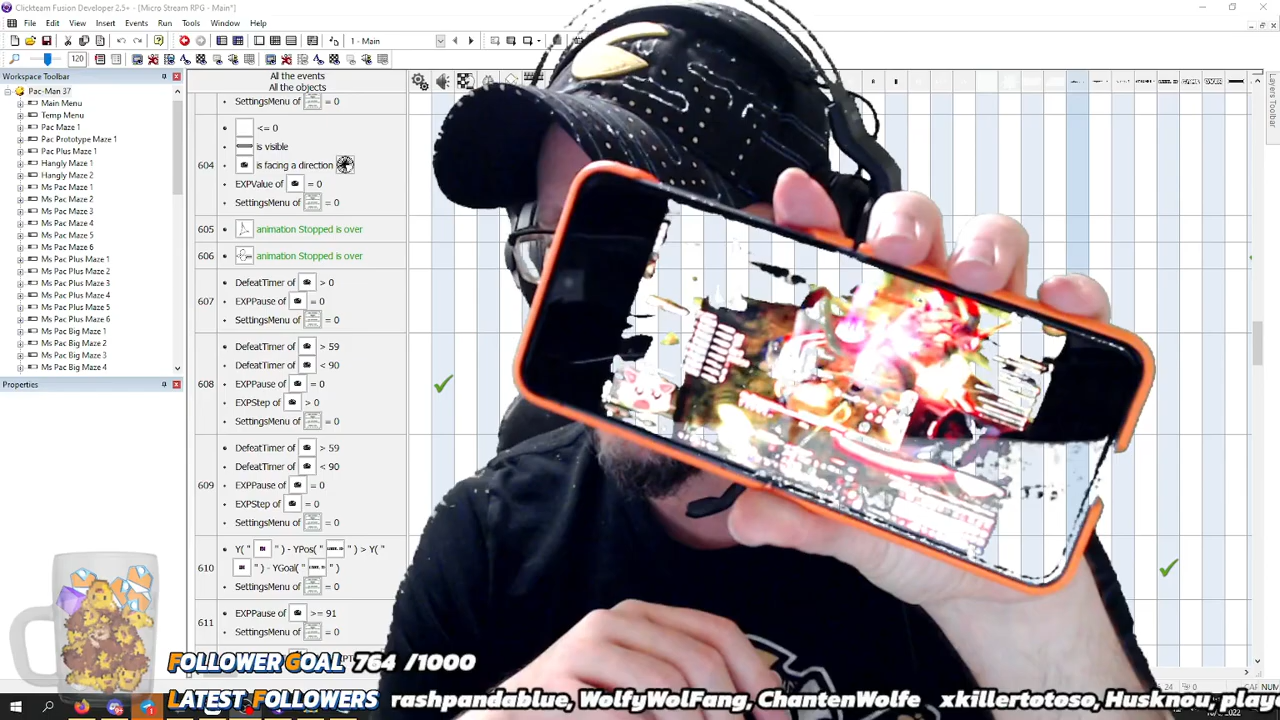 Clickteam Fusion Developer 2.5+ - [Micro Stream RPG - Main*]
File Edit View Insert Events Run Tools Window Help
1 - Main
120
Workspace Toolbar
Pac-Man 37
Main Menu
Temp Menu
Pac Maze 1
Pac Prototype Maze 1
Pac Plus Maze 1
Hangly Maze 1
Hangly Maze 2
Ms Pac Maze 1
Ms Pac Maze 2
Ms Pac Maze 3
Ms Pac Maze 4
Ms Pac Maze 5
Ms Pac Maze 6
Ms Pac Plus Maze 1
Ms Pac Plus Maze 2
Ms Pac Plus Maze 3
Ms Pac Plus Maze 4
Ms Pac Plus Maze 5
Ms Pac Plus Maze 6
Ms Pac Big Maze 1
Ms Pac Big Maze 2
Ms Pac Big Maze 3
Ms Pac Big Maze 4
Properties
All the events
All the objects
SettingsMenu of = 0
604
<= 0
is visible
is facing a direction
EXPValue of = 0
SettingsMenu of = 0
605 animation Stopped is over
606 animation Stopped is over
607
DefeatTimer of > 0
EXPPause of = 0
SettingsMenu of = 0
608
DefeatTimer of > 59
DefeatTimer of < 90
EXPPause of = 0
EXPStep of > 0
SettingsMenu of = 0
609
DefeatTimer of > 59
DefeatTimer of < 90
EXPPause of = 0
EXPStep of = 0
SettingsMenu of = 0
610
Y( " " ) - YPos( " " ) > Y( "
" ) - YGoal( " " )
SettingsMenu of = 0
611
EXPPause of >= 91
SettingsMenu of = 0
Layers Toolbar
NUM
FOLLOWER GOAL 764 /1000
LATEST FOLLOWERS rashpandablue, WolfyWolFang, ChantenWolfe xkillertotoso, Husknou, play